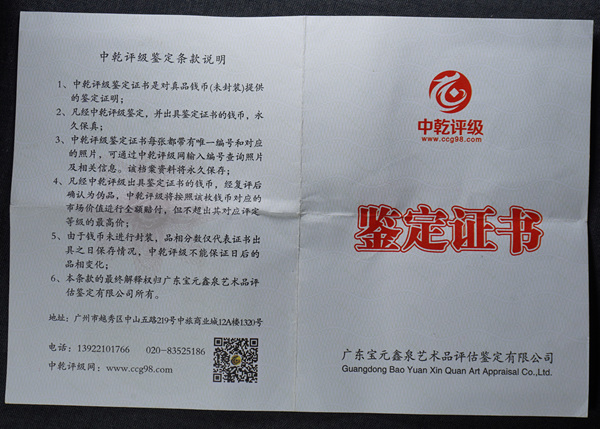 中乾评级鉴定条款说明
1、中乾评级鉴定证书是对真品钱币(未封装)提供
的鉴定证明；
2、凡经中乾评级鉴定，并出具鉴定证书的钱币，永
久保真；
3、中乾评级鉴定证书每张都带有唯一编号和对应
的照片，可通过中乾评级网输入编号查询照片
及相关信息。该档案资料将永久保存；
4、凡经中乾评级出具鉴定证书的钱币，经复评后
确认为伪品，中乾评级将按照该枚钱币对应的
市场价值进行全额赔付，但不超出其对应评定
等级的最高价；
5、由于钱币未进行封装，品相分数仅代表证书出
具之日保存情况，中乾评级不能保证日后的
品相变化；
6、本条款的最终解释权归广东宝元鑫泉艺术品评
估鉴定有限公司所有。
地址：广州市越秀区中山五路219号中旅商业城12A楼1320号
电话：13922101766 020-83525186
中乾评级网：www.ccg98.com
中乾评级
www.ccg98.com
鉴定证书
广东宝元鑫泉艺术品评估鉴定有限公司
Guangdong Bao Yuan Xin Quan Art Appraisal Co.,Ltd.